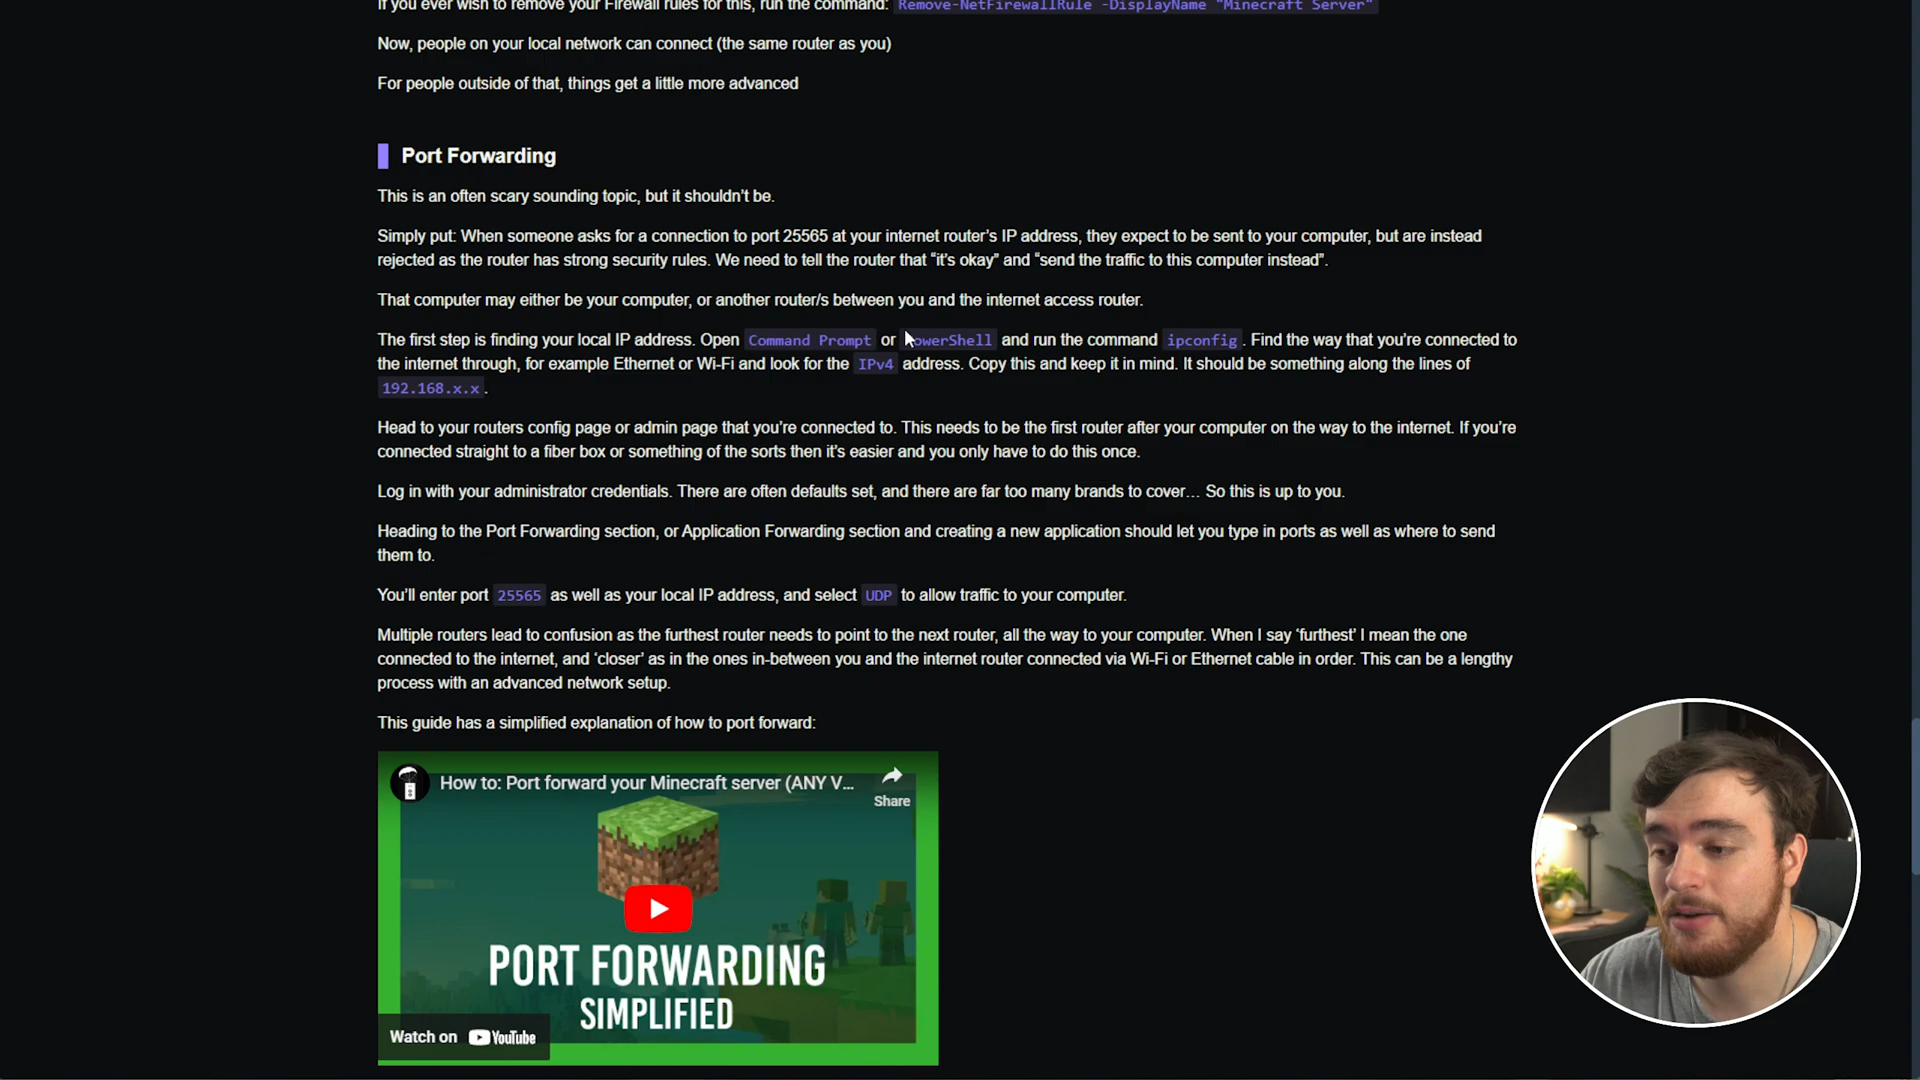 If you ever wish to remove your Firewall rules for this, run the command: Remove-NetFirewallRule -DisplayName "Minecraft Server"
Now, people on your local network can connect (the same router as you)
For people outside of that, things get a little more advanced
Port Forwarding
This is an often scary sounding topic, but it shouldn't be.
Simply put: When someone asks for a connection to port 25565 at your internet router's IP address, they expect to be sent to your computer, but are instead
rejected as the router has strong security rules. We need to tell the router that “it's okay” and “send the traffic to this computer instead”.
That computer may either be your computer, or another router/s between you and the internet access router.
The first step is finding your local IP address. Open Command Prompt or PowerShell and run the command ipconfig. Find the way that you're connected to
the internet through, for example Ethernet or Wi-Fi and look for the IPv4 address. Copy this and keep it in mind. It should be something along the lines of
192.168.x.x.
Head to your routers config page or admin page that you're connected to. This needs to be the first router after your computer on the way to the internet. If you're
connected straight to a fiber box or something of the sorts then it's easier and you only have to do this once.
Log in with your administrator credentials. There are often defaults set, and there are far too many brands to cover… So this is up to you.
Heading to the Port Forwarding section, or Application Forwarding section and creating a new application should let you type in ports as well as where to send
them to.
You'll enter port 25565 as well as your local IP address, and select UDP to allow traffic to your computer.
Multiple routers lead to confusion as the furthest router needs to point to the next router, all the way to your computer. When I say ‘furthest’ I mean the one
connected to the internet, and ‘closer’ as in the ones in-between you and the internet router connected via Wi-Fi or Ethernet cable in order. This can be a lengthy
process with an advanced network setup.
This guide has a simplified explanation of how to port forward:
How to: Port forward your Minecraft server (ANY V...
Share
PORT FORWARDING
SIMPLIFIED
Watch on YouTube